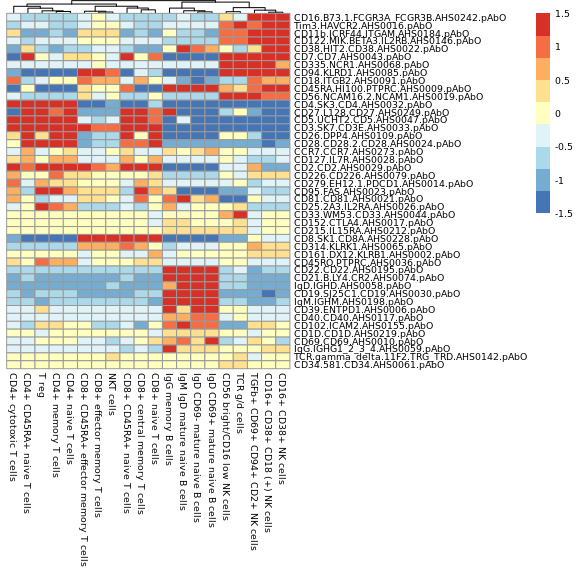 CD16.B73.1.FCGR3A_FCGR3B.AHS0242.pAbO
Tim3.HAVCR2.AHS0016.pAbO
CD11b.ICRF44.ITGAM.AHS0184.pAbO
CD122.MIK.BETA3.IL2RB.AHS0146.pAbO
CD38.HIT2.CD38.AHS0022.pAbO
CD7.CD7.AHS0043.pAbO
CD335.NCR1.AHS0068.pAbO
CD94.KLRD1.AHS0085.pAbO
CD18.ITGB2.AHS0091.pAbO
CD45RA.HI100.PTPRC.AHS0009.pAbO
CD56.NCAM16.2.NCAM1.AHS0019.pAbO
CD4.SK3.CD4.AHS0032.pAbO
CD27.L128.CD27.AHS0249.pAbO
CD5.UCHT2.CD5.AHS0047.pAbO
CD3.SK7.CD3E.AHS0033.pAbO
CD26.DPP4.AHS0109.pAbO
CD28.CD28.2.CD28.AHS0024.pAbO
CCR7.CCR7.AHS0273.pAbO
CD127.IL7R.AHS0028.pAbO
CD2.CD2.AHS0029.pAbO
CD226.CD226.AHS0079.pAbO
CD279.EH12.1.PDCD1.AHS0014.pAbO
CD95.FAS.AHS0023.pAbO
CD81.CD81.AHS0021.pAbO
CD25.2A3.IL2RA.AHS0026.pAbO
CD33.WM53.CD33.AHS0044.pAbO
CD152.CTLA4.AHS0017.pAbO
CD215.IL15RA.AHS0212.pAbO
CD8.SK1.CD8A.AHS0228.pAbO
CD314.KLRK1.AHS0065.pAbO
CD161.DX12.KLRB1.AHS0002.pAbO
CD45RO.PTPRC.AHS0036.pAbO
CD22.CD22.AHS0195.pAbO
CD21.B.LY4.CR2.AHS0074.pAbO
IgD.IGHD.AHS0058.pAbO
CD19.SJ25C1.CD19.AHS0030.pAbO
IgM.IGHM.AHS0198.pAbO
CD39.ENTPD1.AHS0006.pAbO
CD40.CD40.AHS0117.pAbO
CD102.ICAM2.AHS0155.pAbO
CD1D.CD1D.AHS0219.pAbO
CD69.CD69.AHS0010.pAbO
IgG.IGHG1_2_3_4.AHS0059.pAbO
TCR.gamma_delta.11F2.TRG_TRD.AHS0142.pAbO
CD34.581.CD34.AHS0061.pAbO
1.5
1
0.5
0
-0.5
-1
-1.5
CD4+ cytotoxic T cells
CD4+ CD45RA+ naive T cells
T reg
CD4+ memory T cells
CD4+ naive T cells
CD8+ CD45RA+ effector memory T cells
CD8+ effector memory T cells
NKT cells
CD8+ CD45RA+ naive T cells
CD8+ central memory T cells
CD8+ naive T cells
IgG memory B cells
IgM IgD mature naive B cells
IgD CD69- mature naive B cells
IgD CD69+ mature naive B cells
CD56 bright/CD16 low NK cells
TCR g/d cells
TGFb+ CD69+ CD94+ CD2+ NK cells
CD16+ CD38+ CD18 (+) NK cells
CD16+ CD38+ NK cells